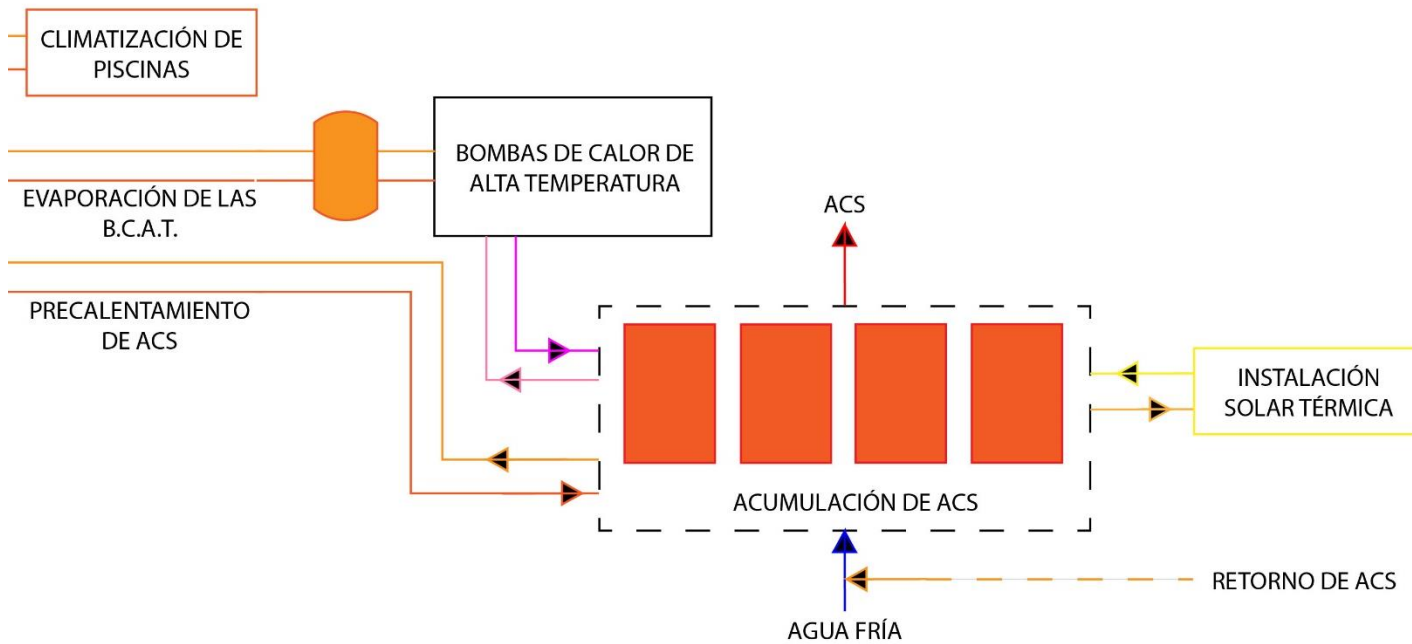 CLIMATIZACIÓN DE
PISCINAS
BOMBAS DE CALOR DE
ALTA TEMPERATURA
EVAPORACIÓN DE LAS
B.C.A.T.
ACS
PRECALENTAMIENTO
DE ACS
INSTALACIÓN
SOLAR TÉRMICA
ACUMULACIÓN DE ACS
RETORNO DE ACS
AGUA FRÍA